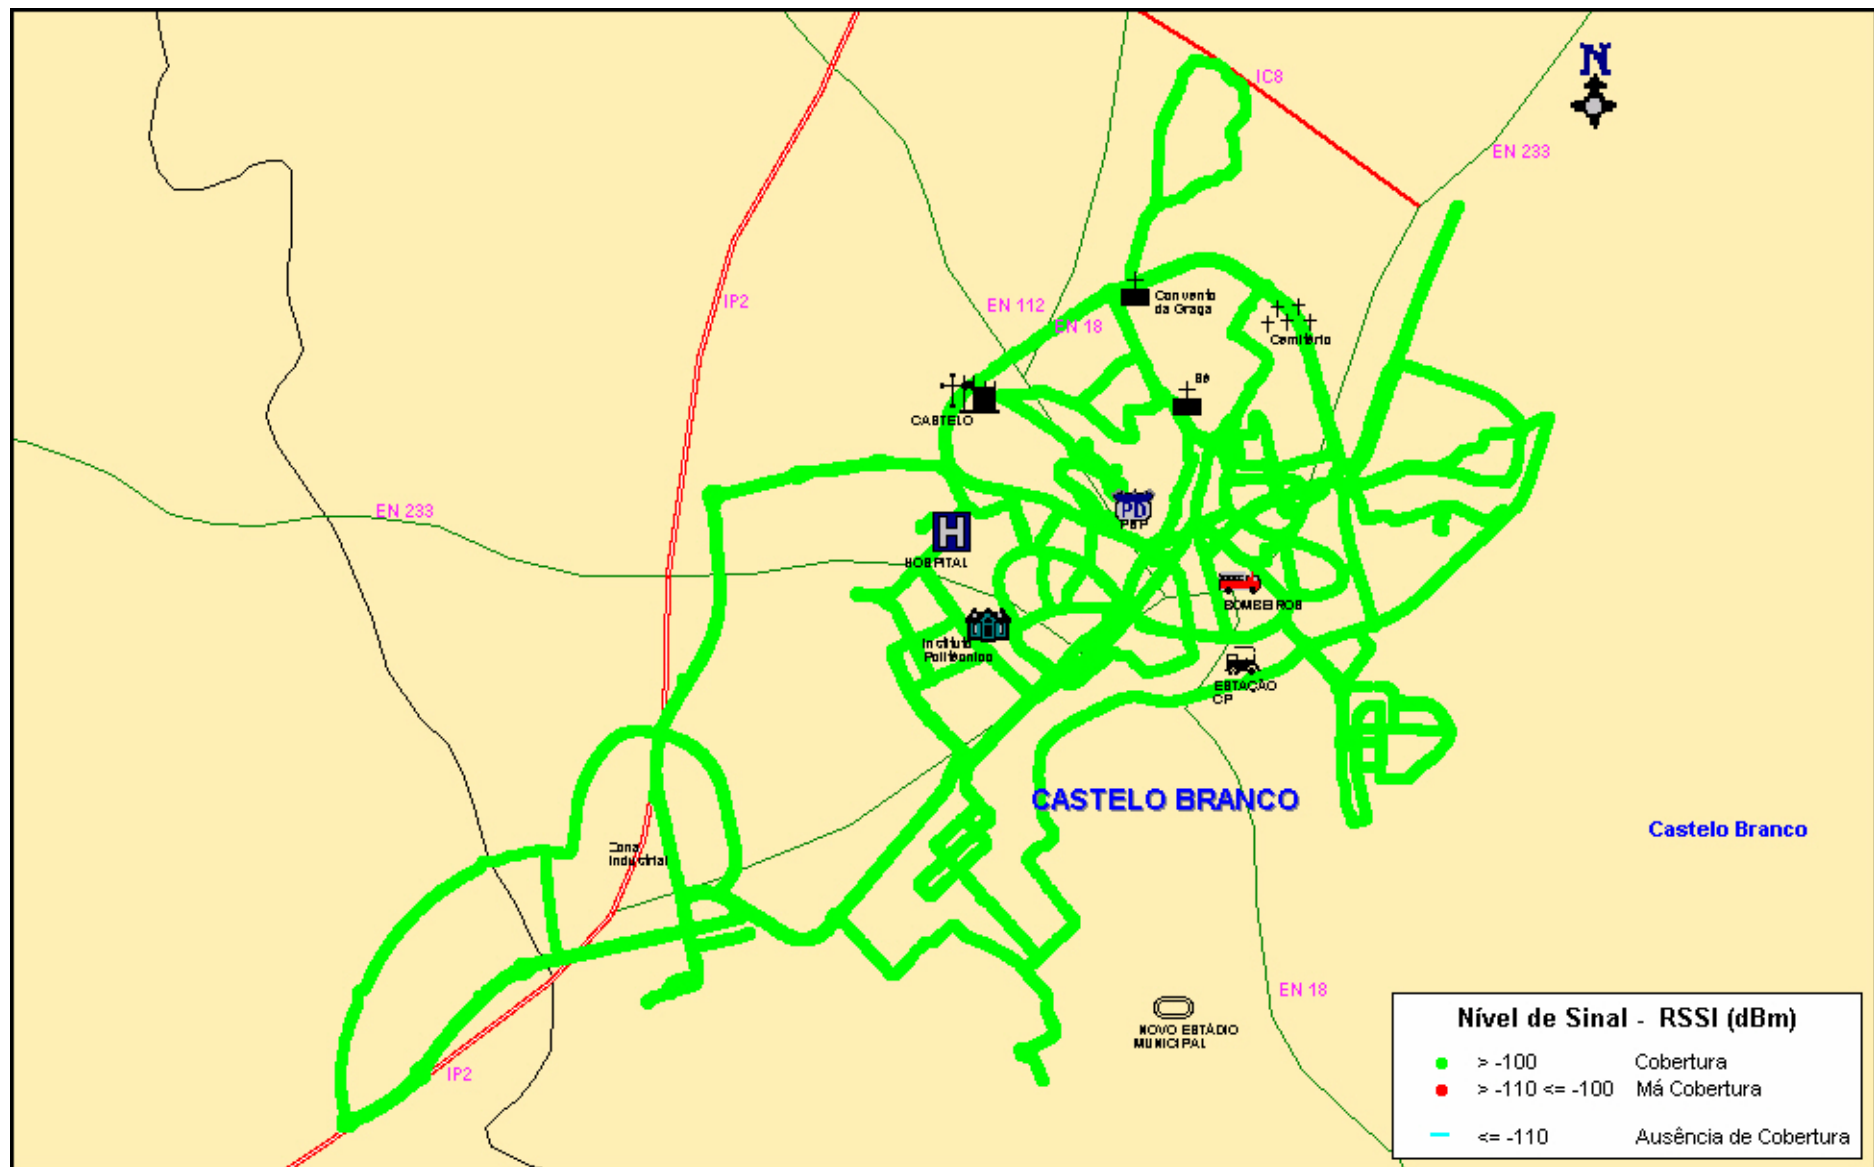 IC8
EN 233
IP2
EN 112
EN 18
Convento
da Graça
Cemitério
Sé
CASTELO
EN 233
PSP
HOSPITAL
BOMBEIROS
Instituto
Politécnico
ESTAÇÃO
CP
CASTELO BRANCO
Castelo Branco
Zona
Industrial
EN 18
NOVO ESTÁDIO
MUNICIPAL
IP2
Nível de Sinal - RSSI (dBm)
> -100 Cobertura
> -110 <= -100 Má Cobertura
<= -110 Ausência de Cobertura
N
H
PD